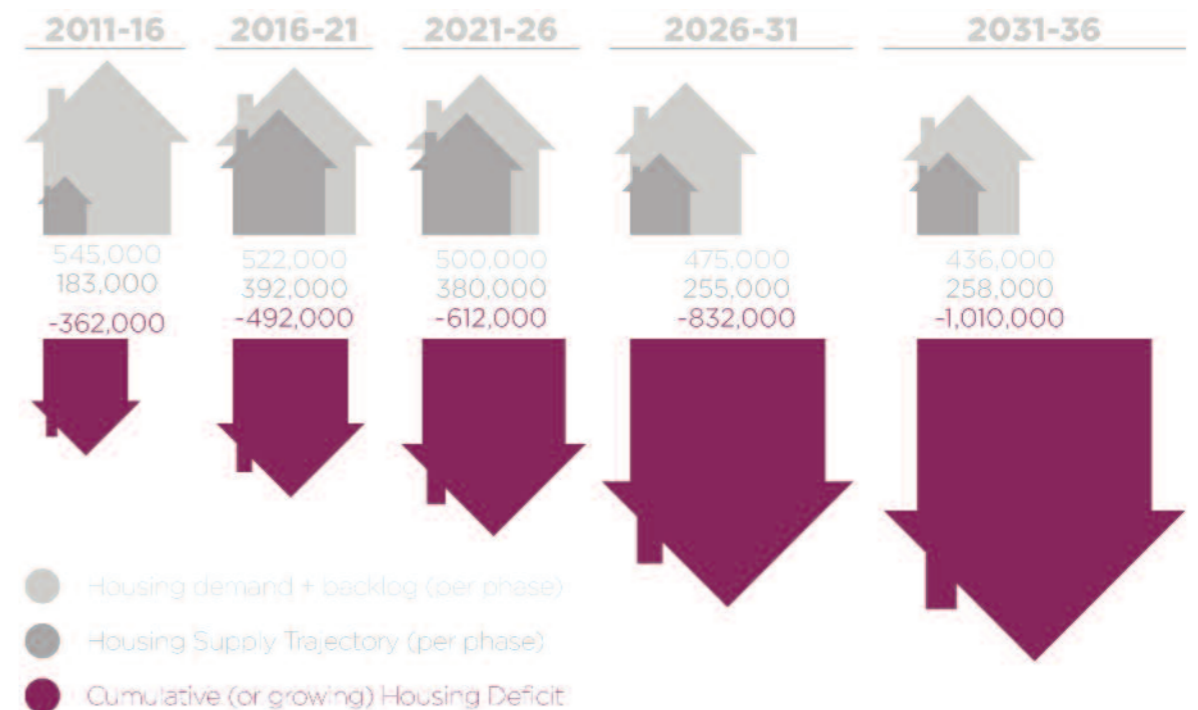 2011-16 2016-21 2021-26 2026-31 2031-36
545,000 522,000 500,000 475,000 436,000
183,000 392,000 380,000 255,000 258,000
-362,000 -492,000 -612,000 -832,000 -1,010,000
Housing demand + backlog (per phase)
Housing Supply Trajectory (per phase)
Cumulative (or growing) Housing Deficit